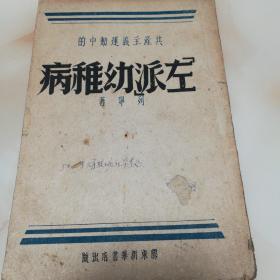 共產主義運動中的
「左派」幼稚病
列寧著
關東新華書店出版